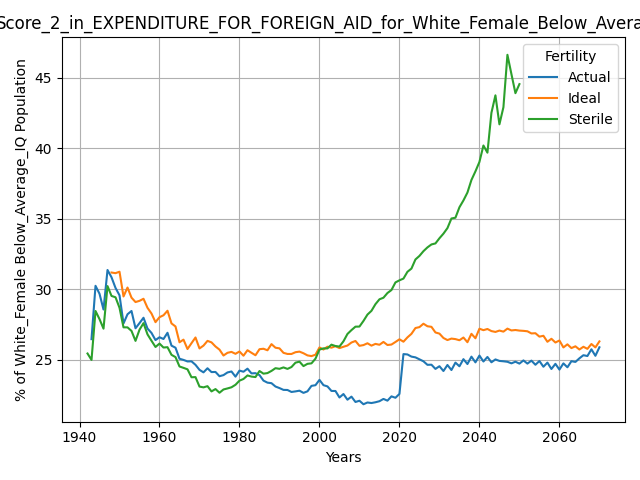 Score_2_in_EXPENDITURE_FOR_FOREIGN_AID_for_White_Female_Below_Avera
Fertility
Actual
Ideal
Sterile
% of White_Female Below_Average_IQ Population
45
40
35
30
25
1940 1960 1980 2000 2020 2040 2060
Years